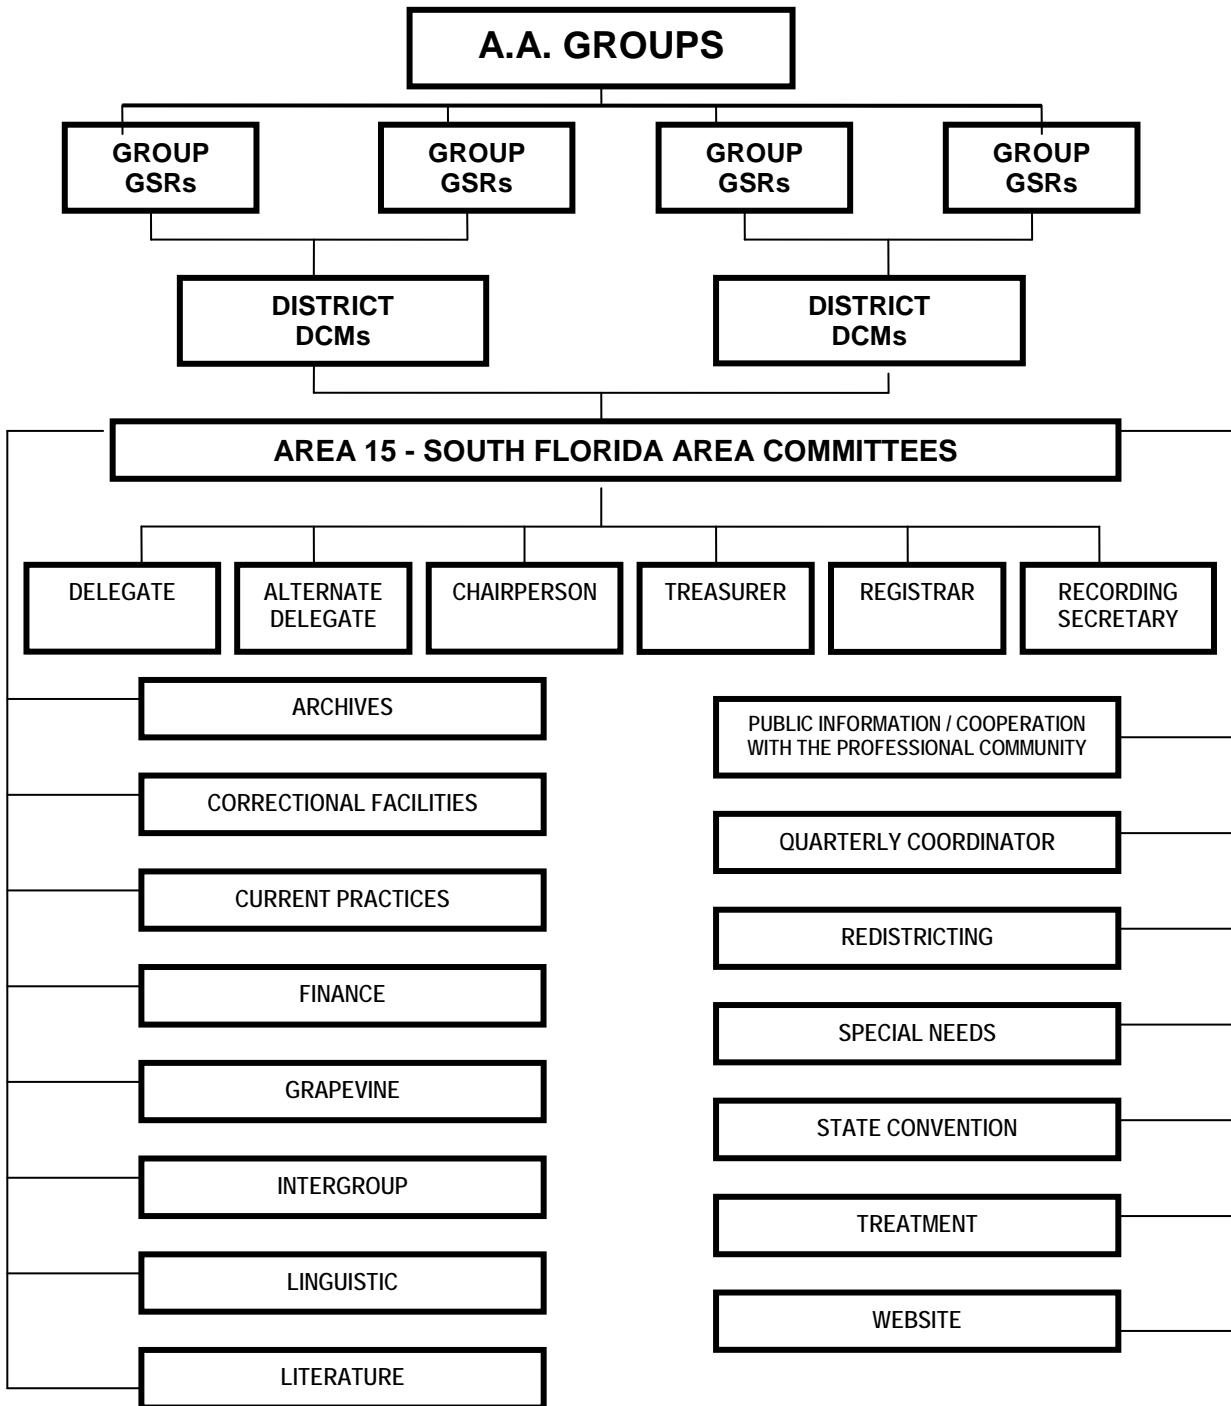 A.A. GROUPS
GROUP
GSRs
GROUP
GSRs
GROUP
GSRs
GROUP
GSRs
DISTRICT
DCMs
DISTRICT
DCMs
AREA 15 - SOUTH FLORIDA AREA COMMITTEES
DELEGATE
ALTERNATE
DELEGATE
CHAIRPERSON
TREASURER
REGISTRAR
RECORDING
SECRETARY
ARCHIVES
CORRECTIONAL FACILITIES
CURRENT PRACTICES
FINANCE
GRAPEVINE
INTERGROUP
LINGUISTIC
LITERATURE
PUBLIC INFORMATION / COOPERATION
WITH THE PROFESSIONAL COMMUNITY
QUARTERLY COORDINATOR
REDISTRICTING
SPECIAL NEEDS
STATE CONVENTION
TREATMENT
WEBSITE